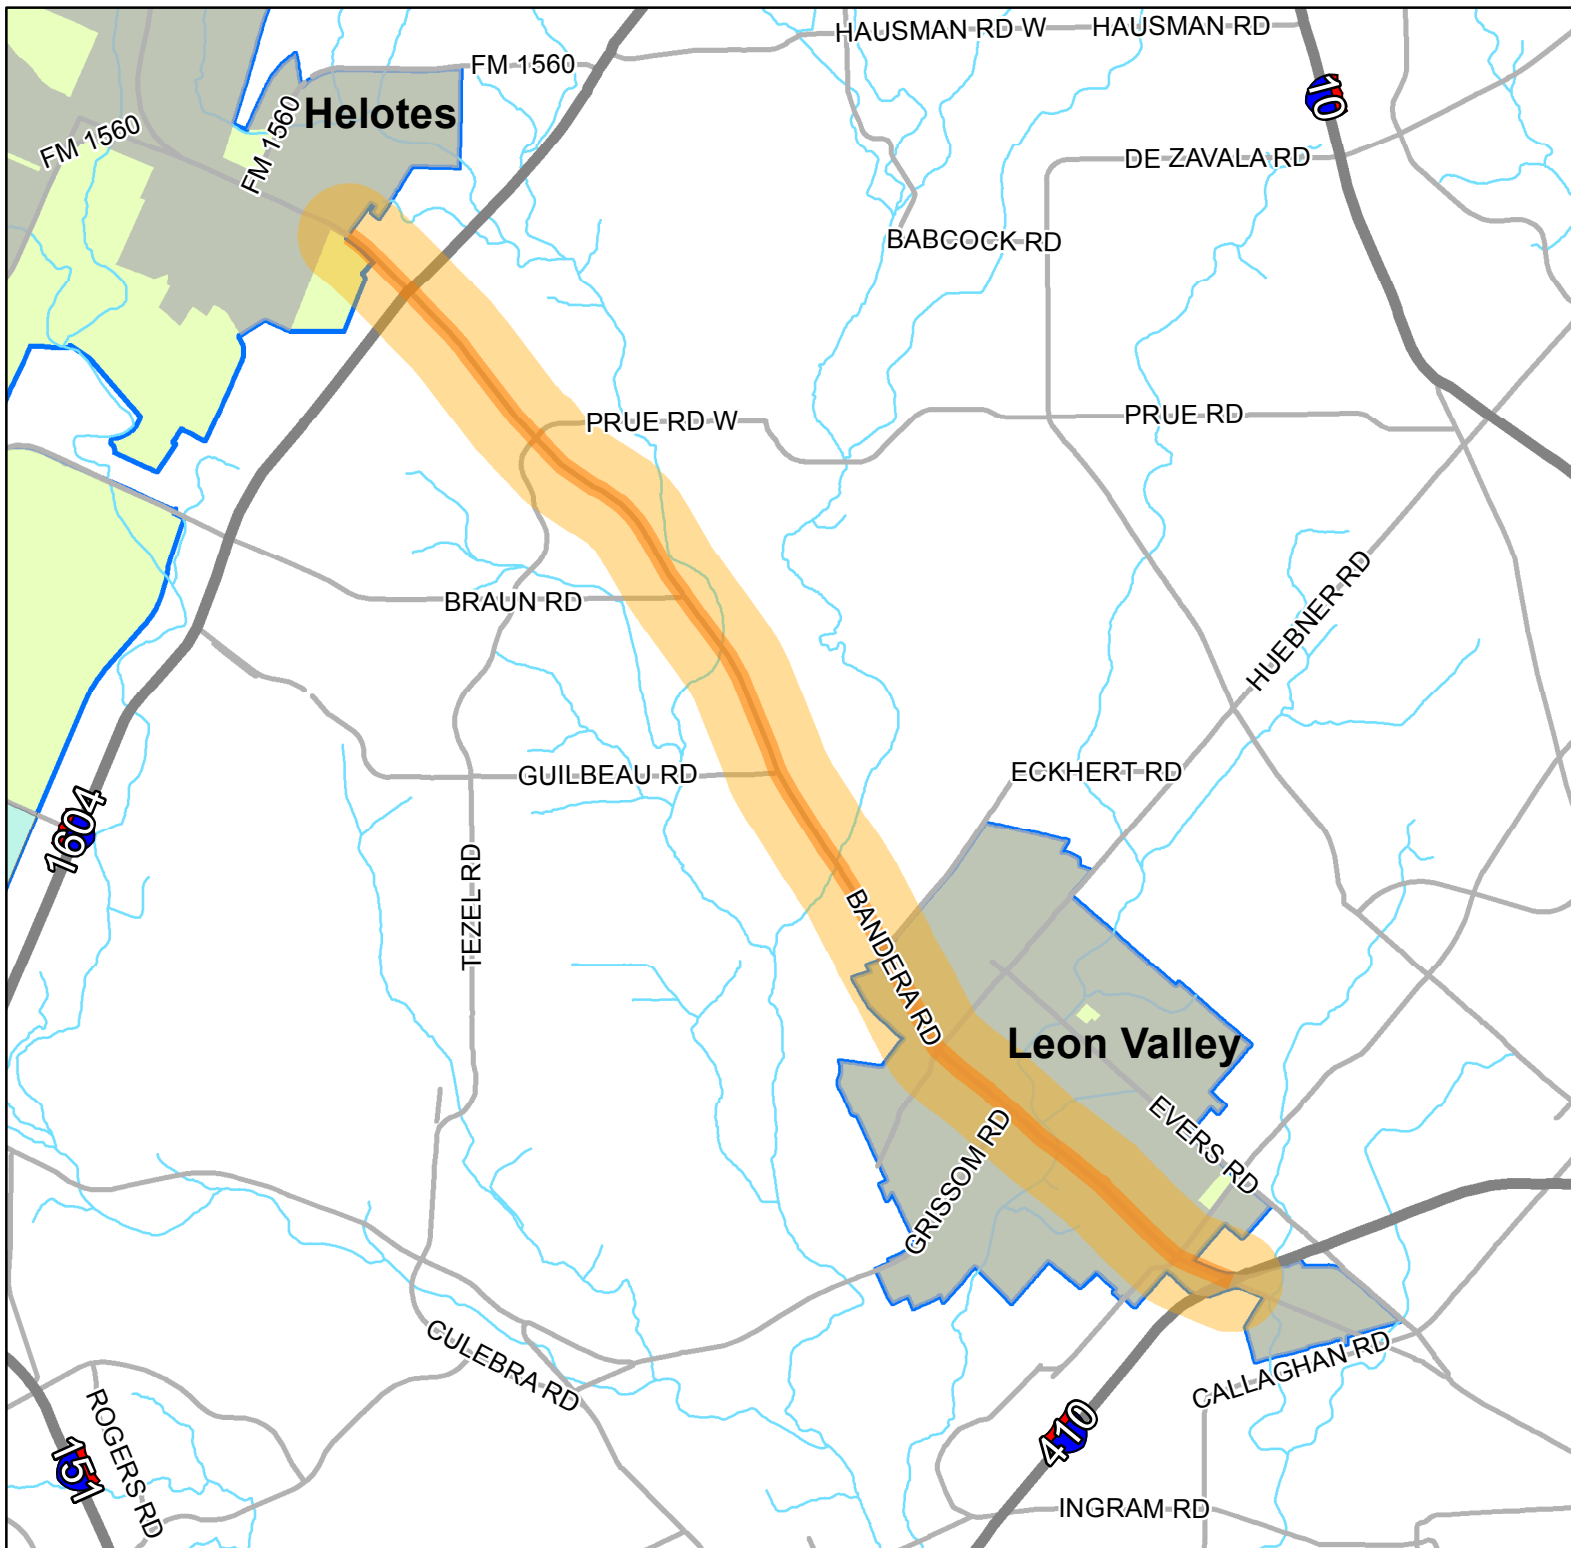 HAUSMAN RD W
HAUSMAN RD
FM 1560
10
Helotes
FM 1560
FM 1560
DE ZAVALA RD
BABCOCK RD
PRUE RD W
PRUE RD
HUEBNER RD
BRAUN RD
GUILBEAU RD
ECKHERT RD
1604
TEZEL RD
BANDERA RD
Leon Valley
EVERS RD
GRISSOM RD
CULEBRA RD
CALLAGHAN RD
ROGERS RD
151
410
INGRAM RD